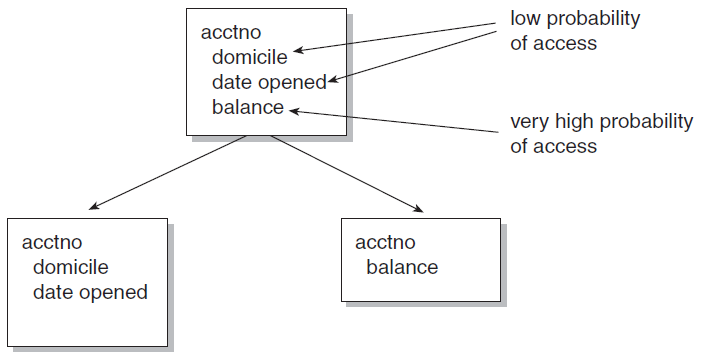 acctno
domicile
date opened
balance
low probability
of access
very high probability
of access
acctno
domicile
date opened
acctno
balance